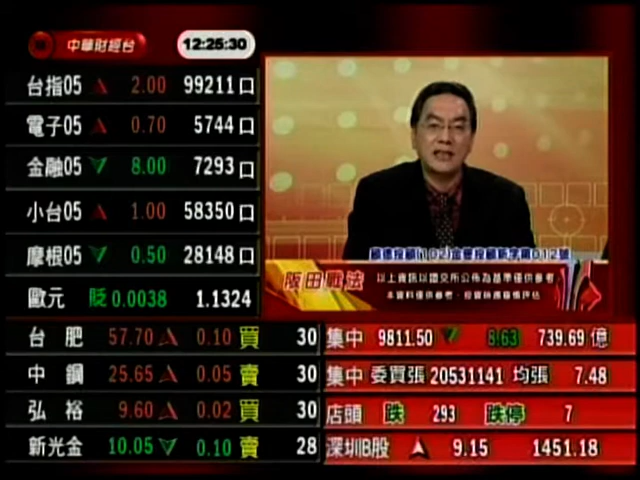 中華財經台
12:25:30
台指05 2.00 99211口
電子05 0.70 5744口
金融05 8.00 7293口
小台05 1.00 58350口
摩根05 0.50 28148口
歐元 貶0.0038 1.1324
阪田戰法
以上資訊以證交所公佈為基準僅供參考
本資料僅供參考
台肥 57.70 0.10 買 30
中鋼 25.65 0.05 賣 30
弘裕 9.60 0.02 買 30
新光金 10.05 0.10 賣 28
集中 9811.50 8.63 739.69 億
集中 委買張 20531141 均張 7.48
店頭 跌 293 跌停 7
深圳B股 9.15 1451.18